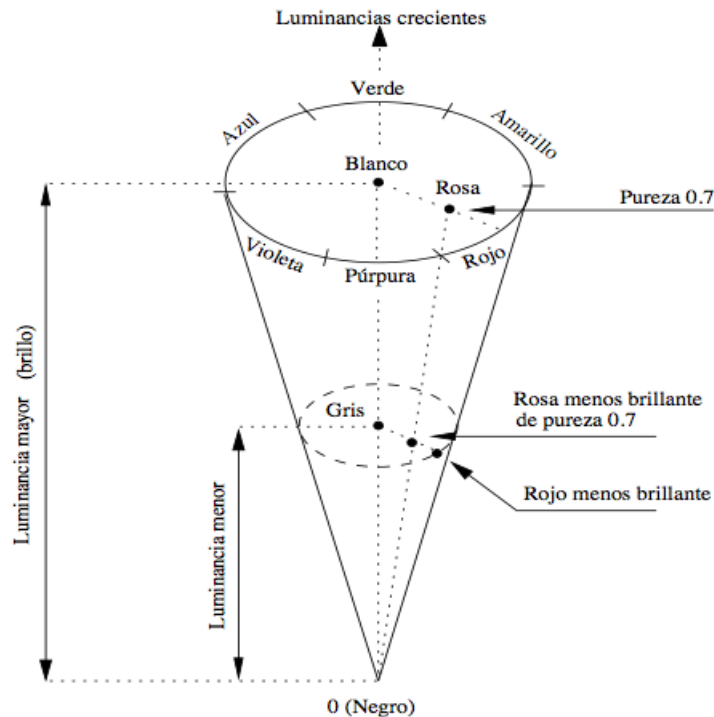 Luminancias crecientes
Verde
Azul
Amarillo
Blanco
Rosa
Pureza 0.7
Violeta
Púrpura
Rojo
Luminancia mayor (brillo)
Gris
Rosa menos brillante
de pureza 0.7
Rojo menos brillante
Luminancia menor
0 (Negro)